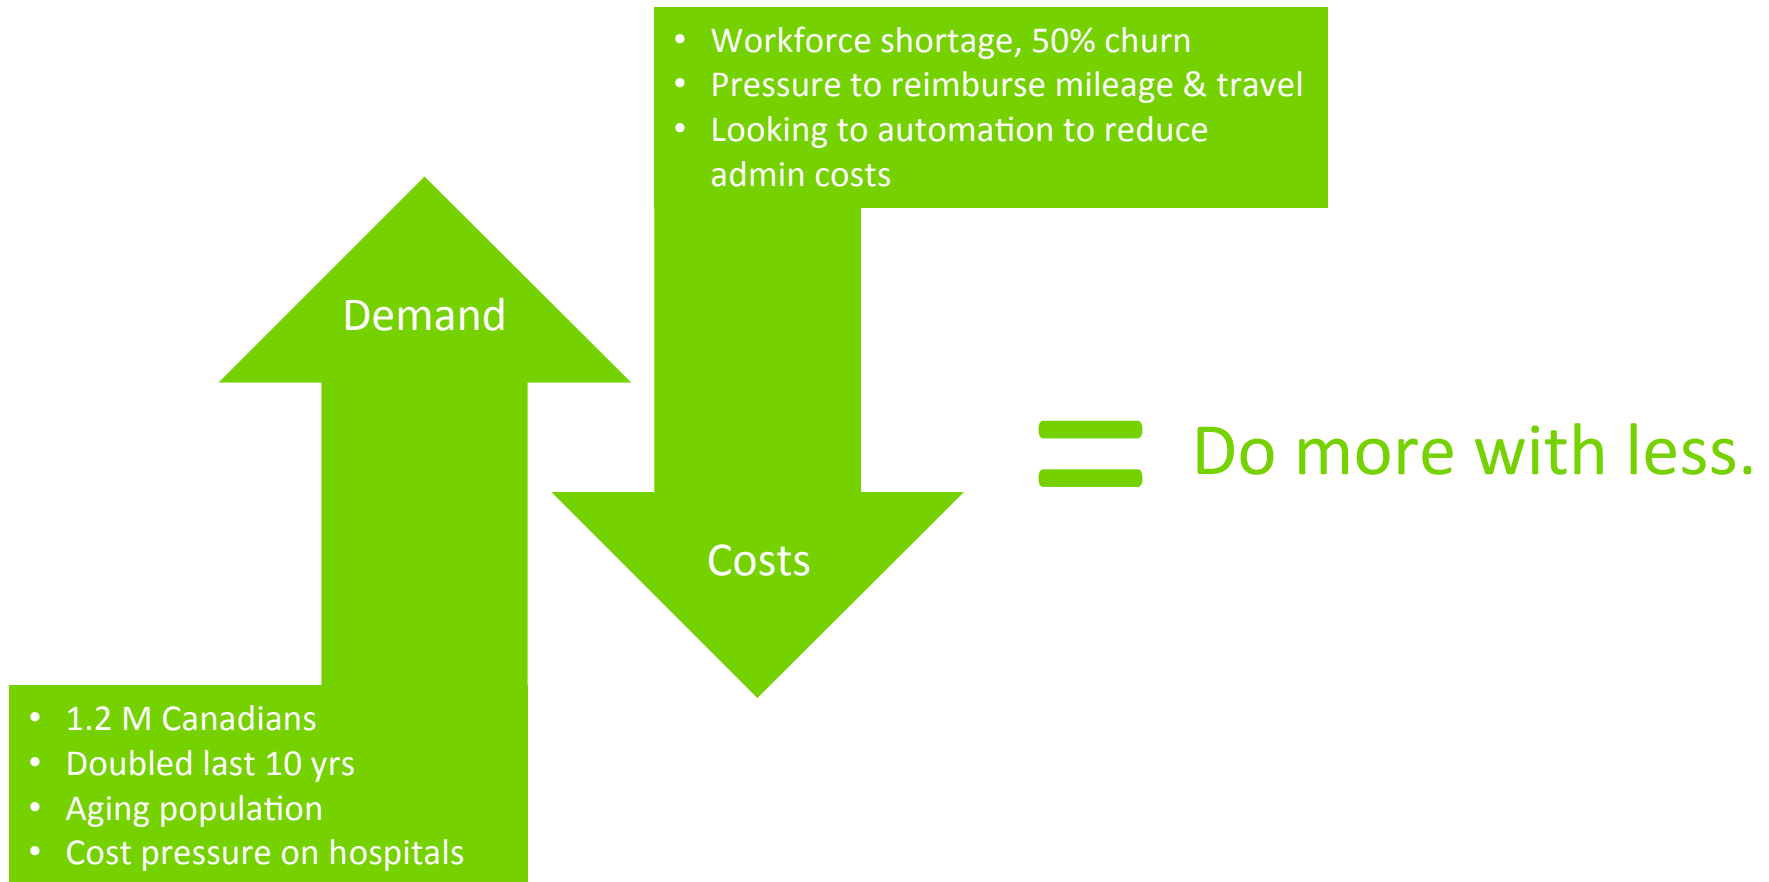 • Workforce shortage, 50% churn
• Pressure to reimburse mileage & travel
• Looking to automation to reduce
admin costs
Demand
= Do more with less.
Costs
• 1.2 M Canadians
• Doubled last 10 yrs
• Aging population
• Cost pressure on hospitals